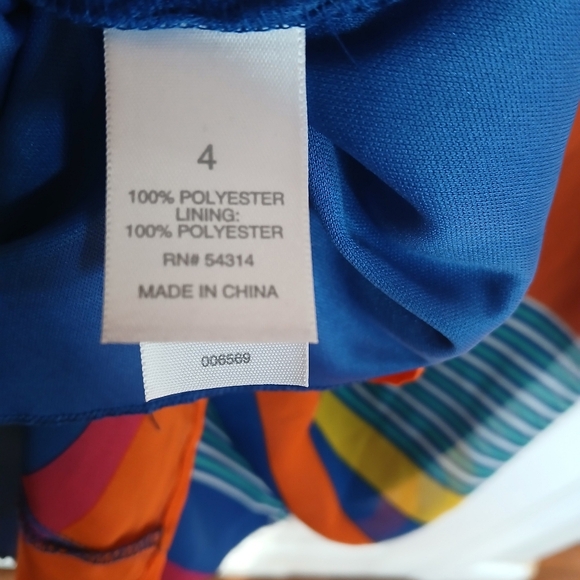 4
100% POLYESTER
LINING:
100% POLYESTER
RN# 54314
MADE IN CHINA
006569